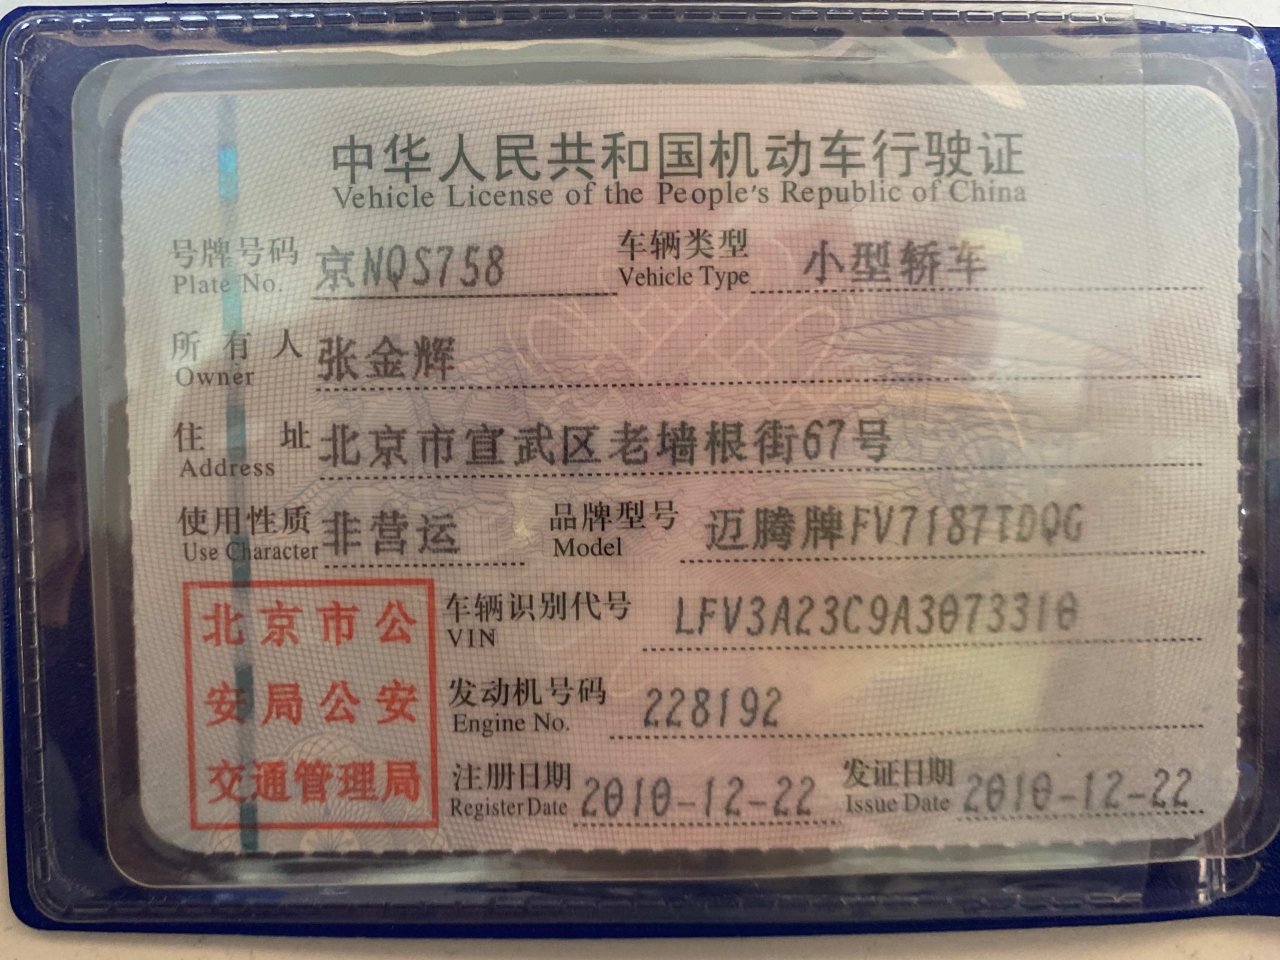 中华人民共和国机动车行驶证
Vehicle License of the People's Republic of China
号牌号码 京NQS758 车辆类型 小型轿车
Plate No. Vehicle Type
所有人 张金辉
Owner
住址 北京市宣武区老墙根街67号
Address
使用性质 非营运 品牌型号 迈腾牌FV7187TDQG
Use Character Model
车辆识别代号 LFV3A23C9A3073310
VIN
发动机号码 228192
Engine No.
注册日期 2010-12-22 发证日期 2010-12-22
Register Date Issue Date
北京市公
安局公安
交通管理局